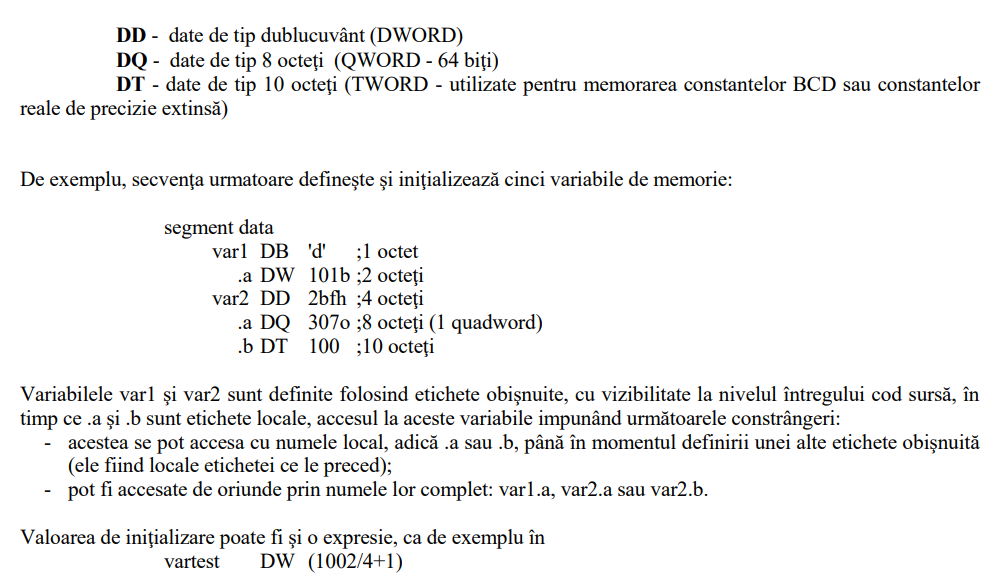 DD - date de tip dublucuvânt (DWORD)
DQ - date de tip 8 octeţi (QWORD - 64 biţi)
DT - date de tip 10 octeţi (TWORD - utilizate pentru memorarea constantelor BCD sau constantelor
reale de precizie extinsă)
De exemplu, secvenţa urmatoare defineşte şi iniţializează cinci variabile de memorie:
segment data
var1 DB 'd' ;1 octet
.a DW 101b ;2 octeţi
var2 DD 2bfh ;4 octeţi
.a DQ 307o ;8 octeţi (1 quadword)
.b DT 100 ;10 octeţi
Variabilele var1 şi var2 sunt definite folosind etichete obişnuite, cu vizibilitate la nivelul întregului cod sursă, în
timp ce .a şi .b sunt etichete locale, accesul la aceste variabile impunând următoarele constrângeri:
- acestea se pot accesa cu numele local, adică .a sau .b, până în momentul definirii unei alte etichete obişnuită
(ele fiind locale etichetei ce le preced);
- pot fi accesate de oriunde prin numele lor complet: var1.a, var2.a sau var2.b.
Valoarea de iniţializare poate fi şi o expresie, ca de exemplu în
vartest DW (1002/4+1)